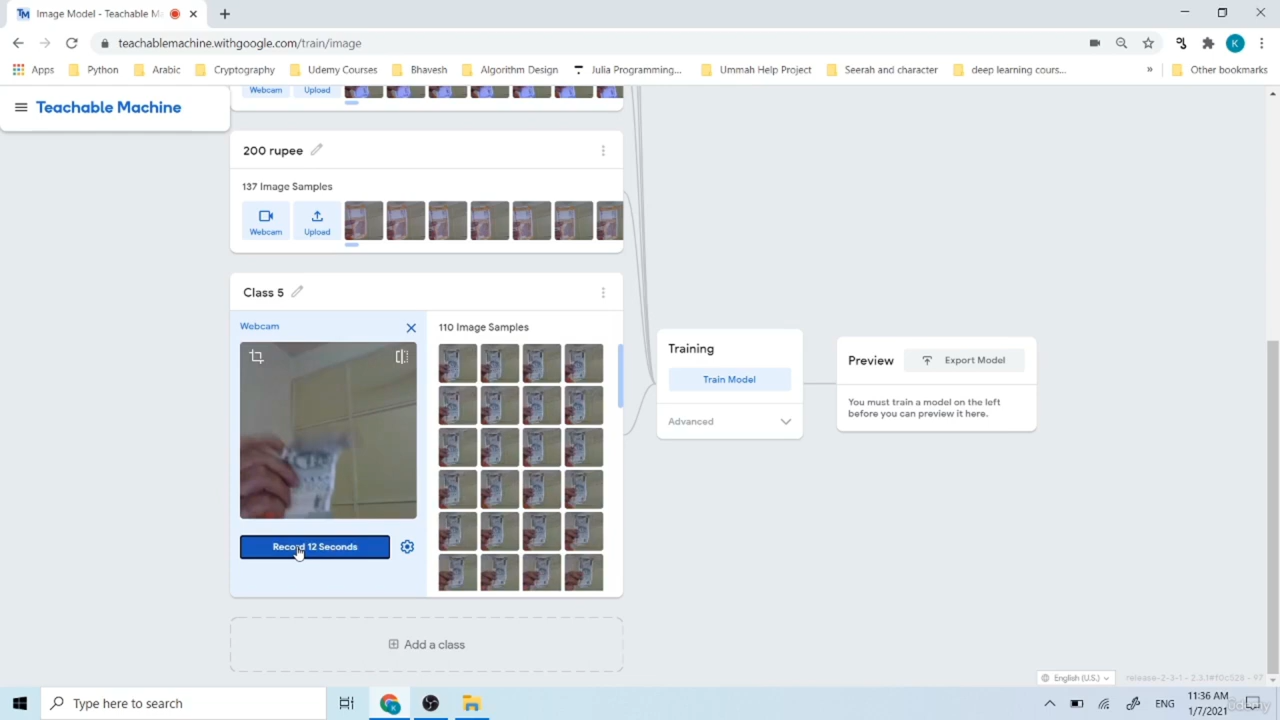 Image Model - Teachable M
teachablemachine.withgoogle.com/train/image
Apps Python Arabic Cryptography Udemy Courses Bhavesh Algorithm Design Julia Programming... Ummah Help Project Seerah and character deep learning cours... » Other bookmarks
K
Teachable Machine
Webcam Upload
200 rupee
137 Image Samples
Webcam Upload
Class 5
Webcam
110 Image Samples
Record 12 Seconds
Add a class
Training
Train Model
Advanced
Preview
Export Model
You must train a model on the left
before you can preview it here.
English (U.S.)
Type here to search
ENG
11:36 AM
1/7/2021